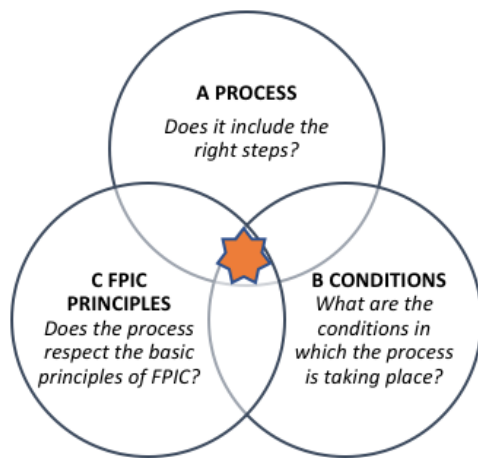 A PROCESS
Does it include the
right steps?
C FPIC
PRINCIPLES
Does the process
respect the basic
principles of FPIC?
B CONDITIONS
What are the
conditions in
which the process
is taking place?